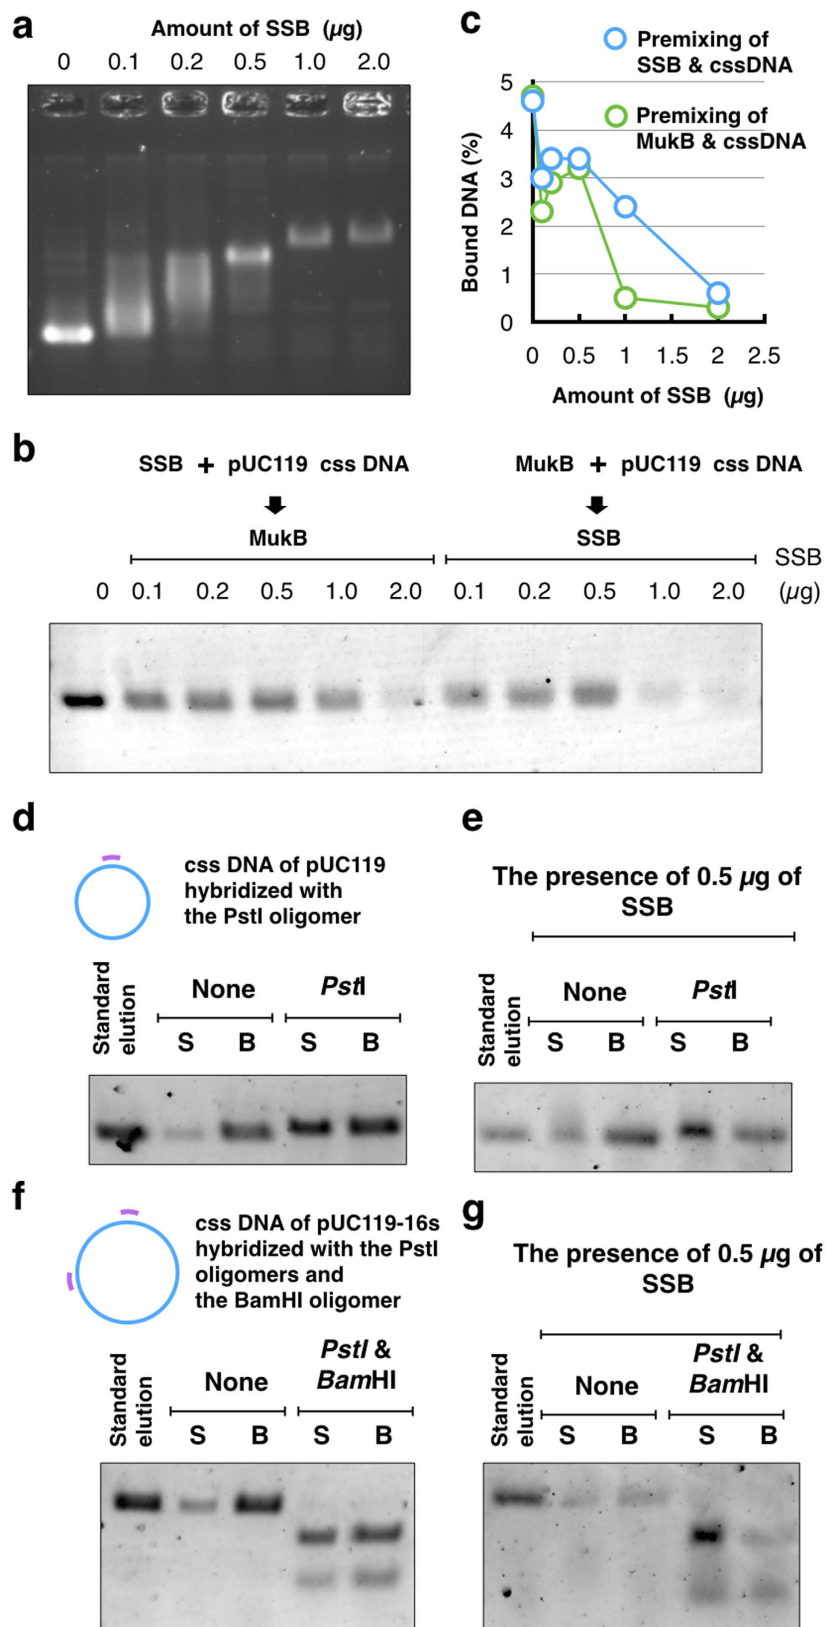 a
Amount of SSB (µg)
0 0.1 0.2 0.5 1.0 2.0
c
Premixing of
SSB & cssDNA
Premixing of
MukB & cssDNA
Bound DNA (%)
5
4
3
2
1
0
0 0.5 1 1.5 2 2.5
Amount of SSB (µg)
b
SSB + pUC119 css DNA
MukB
MukB + pUC119 css DNA
SSB
SSB
(µg)
0 0.1 0.2 0.5 1.0 2.0 0.1 0.2 0.5 1.0 2.0
d
css DNA of pUC119
hybridized with
the PstI oligomer
Standard
elution
None
PstI
S B S B
e
The presence of 0.5 µg of
SSB
Standard
elution
None
PstI
S B S B
f
css DNA of pUC119-16s
hybridized with the PstI
oligomers and
the BamHI oligomer
Standard
elution
None
PstI &
BamHI
S B S B
g
The presence of 0.5 µg of
SSB
Standard
elution
None
PstI &
BamHI
S B S B